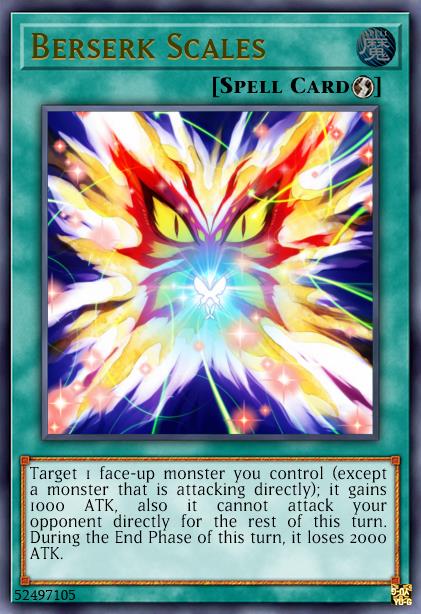 Berserk Scales
[Spell Card]
Target 1 face-up monster you control (except
a monster that is attacking directly); it gains
1000 ATK, also it cannot attack your
opponent directly for the rest of this turn.
During the End Phase of this turn, it loses 2000
ATK.
52497105